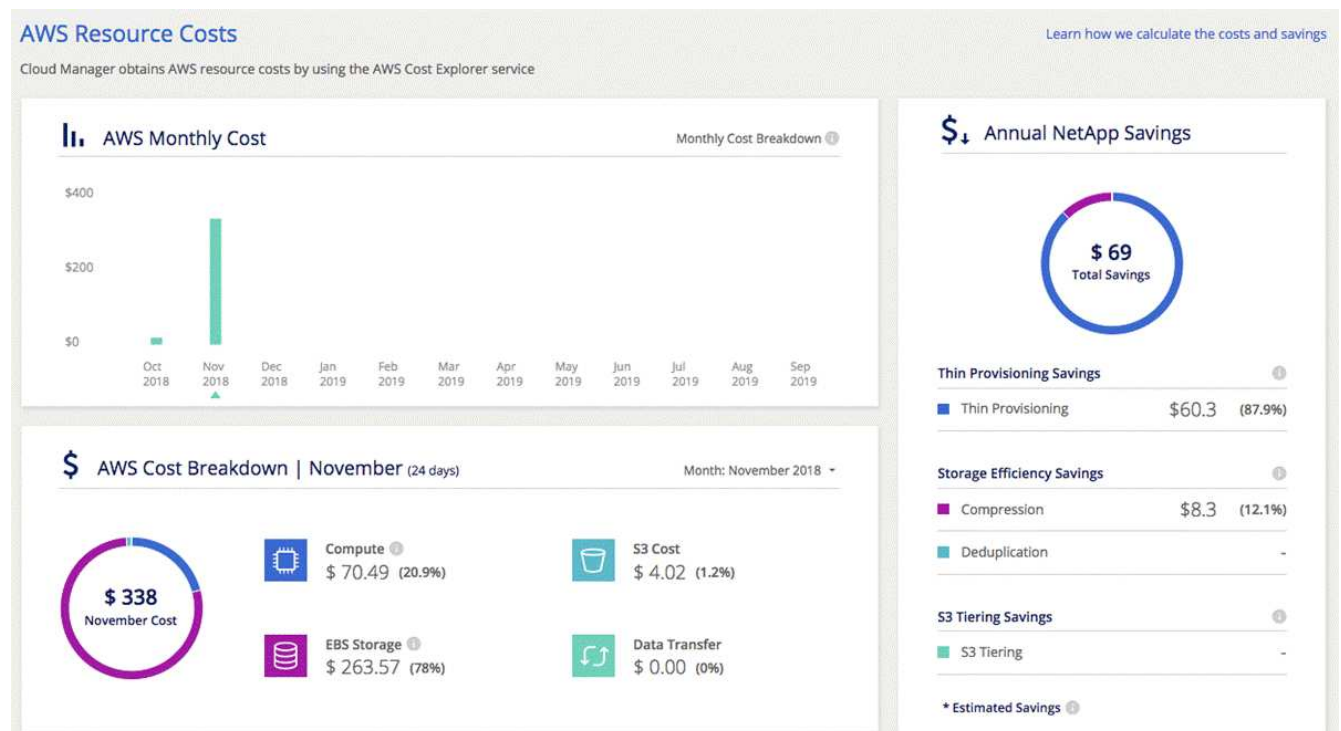 AWS Resource Costs
Learn how we calculate the costs and savings
Cloud Manager obtains AWS resource costs by using the AWS Cost Explorer service
AWS Monthly Cost
Monthly Cost Breakdown
$400
$200
$0
Oct 2018
Nov 2018
Dec 2018
Jan 2019
Feb 2019
Mar 2019
Apr 2019
May 2019
Jun 2019
Jul 2019
Aug 2019
Sep 2019
$ AWS Cost Breakdown | November (24 days)
Month: November 2018
$ 338
November Cost
Compute
$ 70.49 (20.9%)
S3 Cost
$ 4.02 (1.2%)
EBS Storage
$ 263.57 (78%)
Data Transfer
$ 0.00 (0%)
$ Annual NetApp Savings
$ 69
Total Savings
Thin Provisioning Savings
Thin Provisioning $60.3 (87.9%)
Storage Efficiency Savings
Compression $8.3 (12.1%)
Deduplication -
S3 Tiering Savings
S3 Tiering -
* Estimated Savings